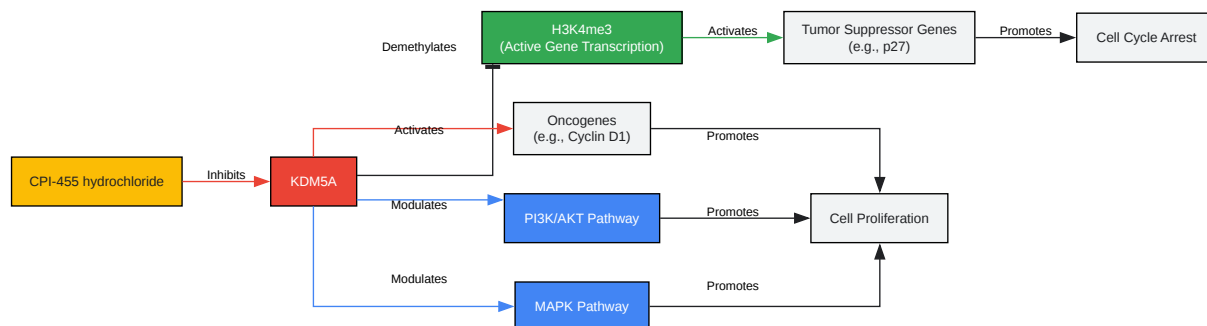 H3K4me3
(Active Gene Transcription)
Demethylates
Activates
Tumor Suppressor Genes
(e.g., p27)
Promotes
Cell Cycle Arrest
Oncogenes
(e.g., Cyclin D1)
Activates
Promotes
CPI-455 hydrochloride
Inhibits
KDM5A
Modulates
PI3K/AKT Pathway
Promotes
Cell Proliferation
Modulates
MAPK Pathway
Promotes